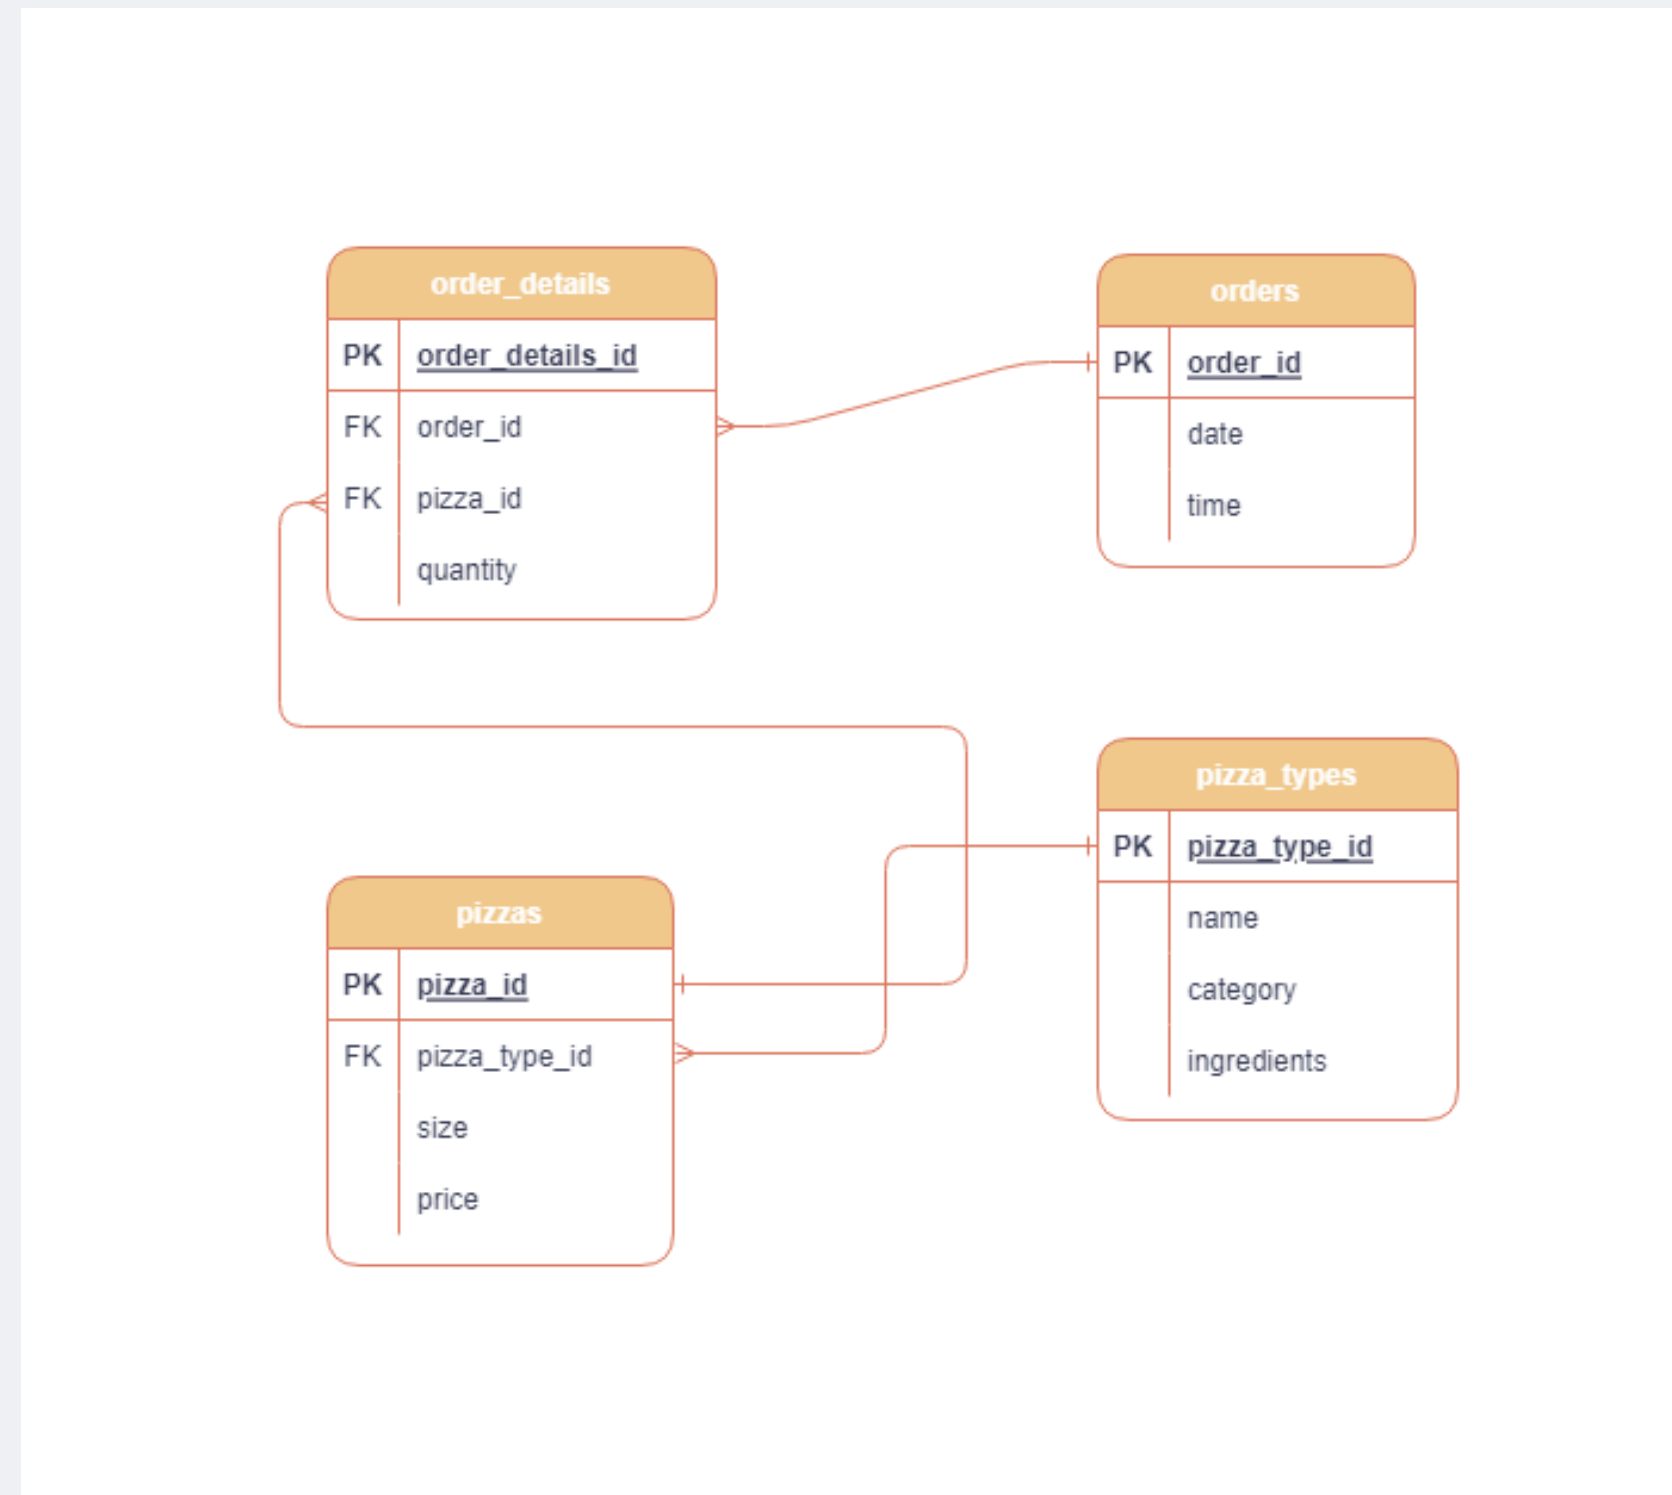 order_details
PK order_details_id
FK order_id
FK pizza_id
quantity
orders
PK order_id
date
time
pizzas
PK pizza_id
FK pizza_type_id
size
price
pizza_types
PK pizza_type_id
name
category
ingredients